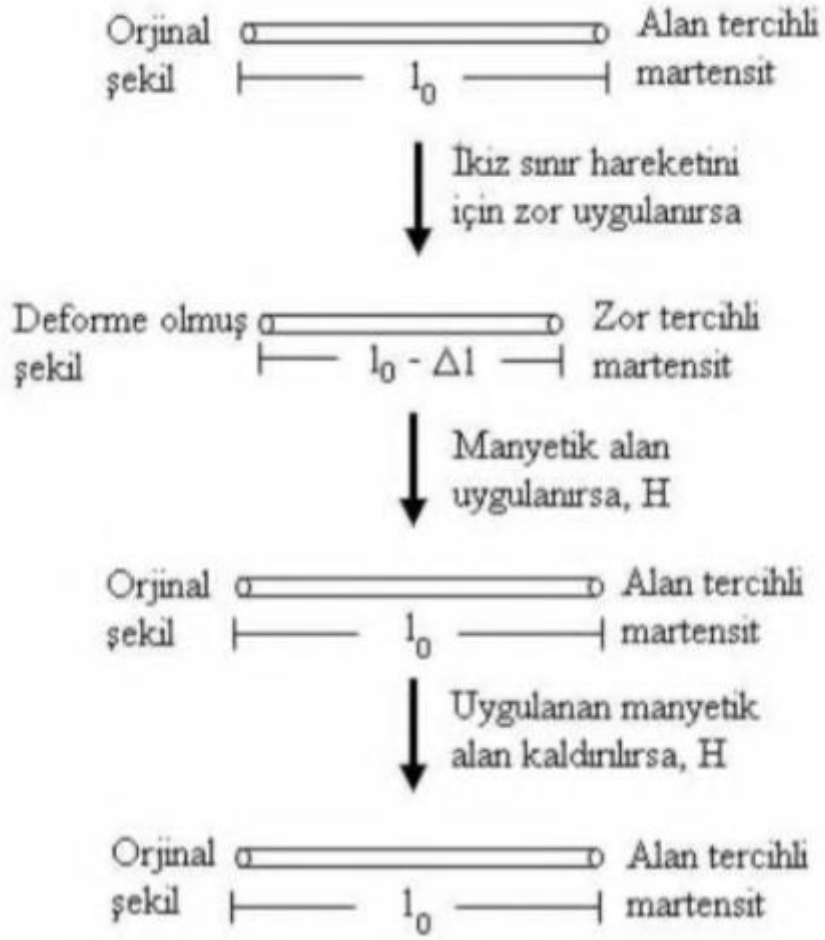 Orjinal
şekil
l0
Alan tercihli
martensit
İkiz sınır hareketini
için zor uygulanırsa
Deforme olmuş
şekil
l0 - Δl
Zor tercihli
martensit
Manyetik alan
uygulanırsa, H
Orjinal
şekil
l0
Alan tercihli
martensit
Uygulanan manyetik
alan kaldırılırsa, H
Orjinal
şekil
l0
Alan tercihli
martensit